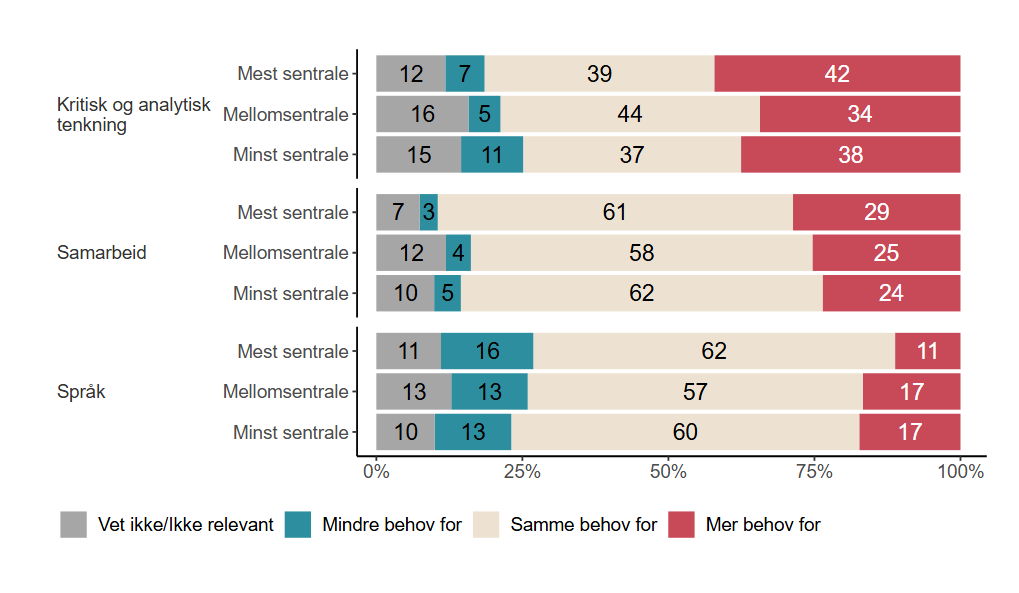 Mest sentrale 12 7 39 42
Kritisk og analytisk
tenkning
Mellomsentrale 16 5 44 34
Minst sentrale 15 11 37 38
Mest sentrale 7 3 61 29
Samarbeid Mellomsentrale 12 4 58 25
Minst sentrale 10 5 62 24
Mest sentrale 11 16 62 11
Språk Mellomsentrale 13 13 57 17
Minst sentrale 10 13 60 17
0% 25% 50% 75% 100%
Vet ikke/Ikke relevant Mindre behov for Samme behov for Mer behov for